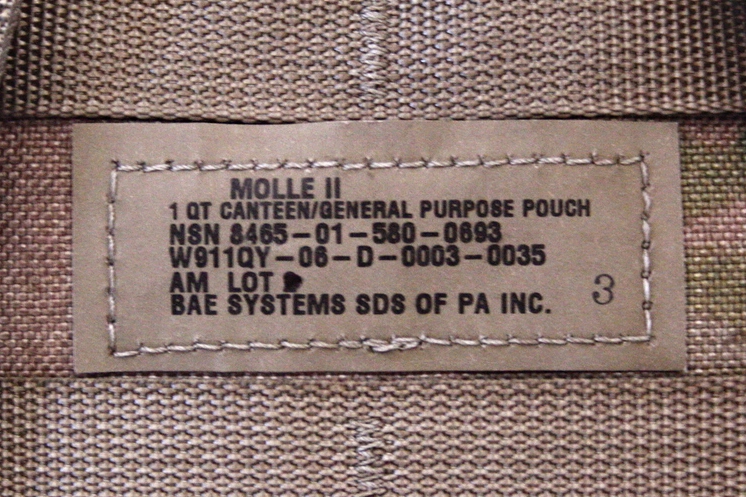 MOLLE II
1 QT CANTEEN/GENERAL PURPOSE POUCH
NSN 8465-01-580-0693
W911QY-06-D-0003-0035
AM LOT
BAE SYSTEMS SDS OF PA INC.
3